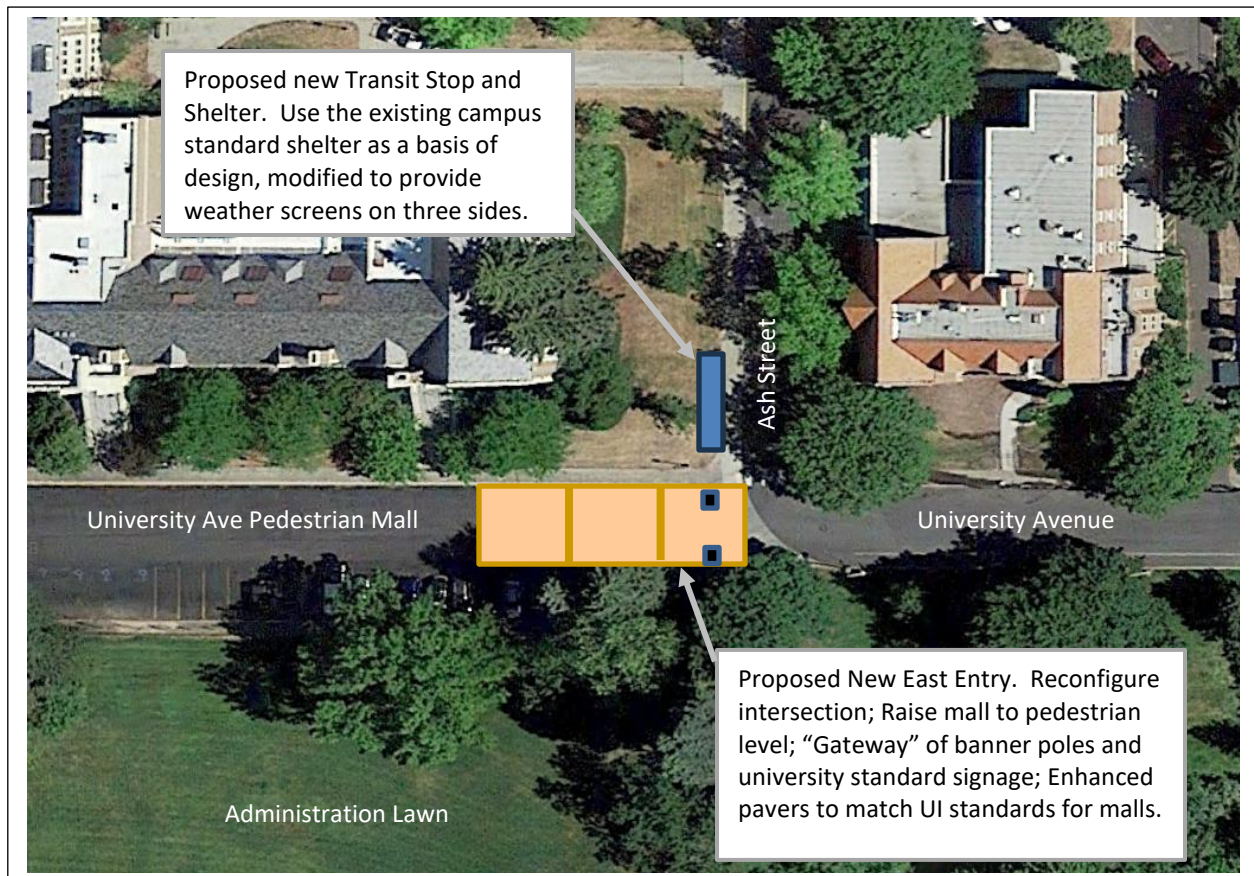 Proposed new Transit Stop and
Shelter.  Use the existing campus
standard shelter as a basis of
design, modified to provide
weather screens on three sides.
Ash Street
University Ave Pedestrian Mall
University Avenue
Proposed New East Entry.  Reconfigure
intersection; Raise mall to pedestrian
level; “Gateway” of banner poles and
university standard signage; Enhanced
pavers to match UI standards for malls.
Administration Lawn